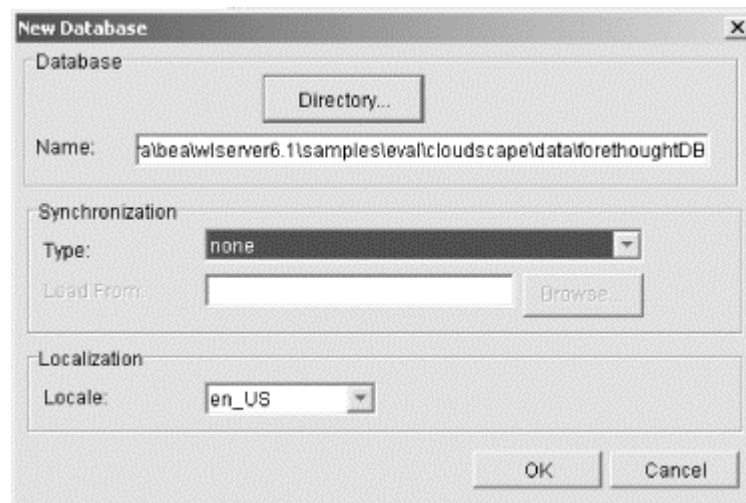 New Database
Database
Directory...
Name: a\bea\wlserver6.1\samples\eval\cloudscape\data\forethoughtDB
Synchronization
Type: none
Load From: Browse...
Localization
Locale: en_US
OK Cancel